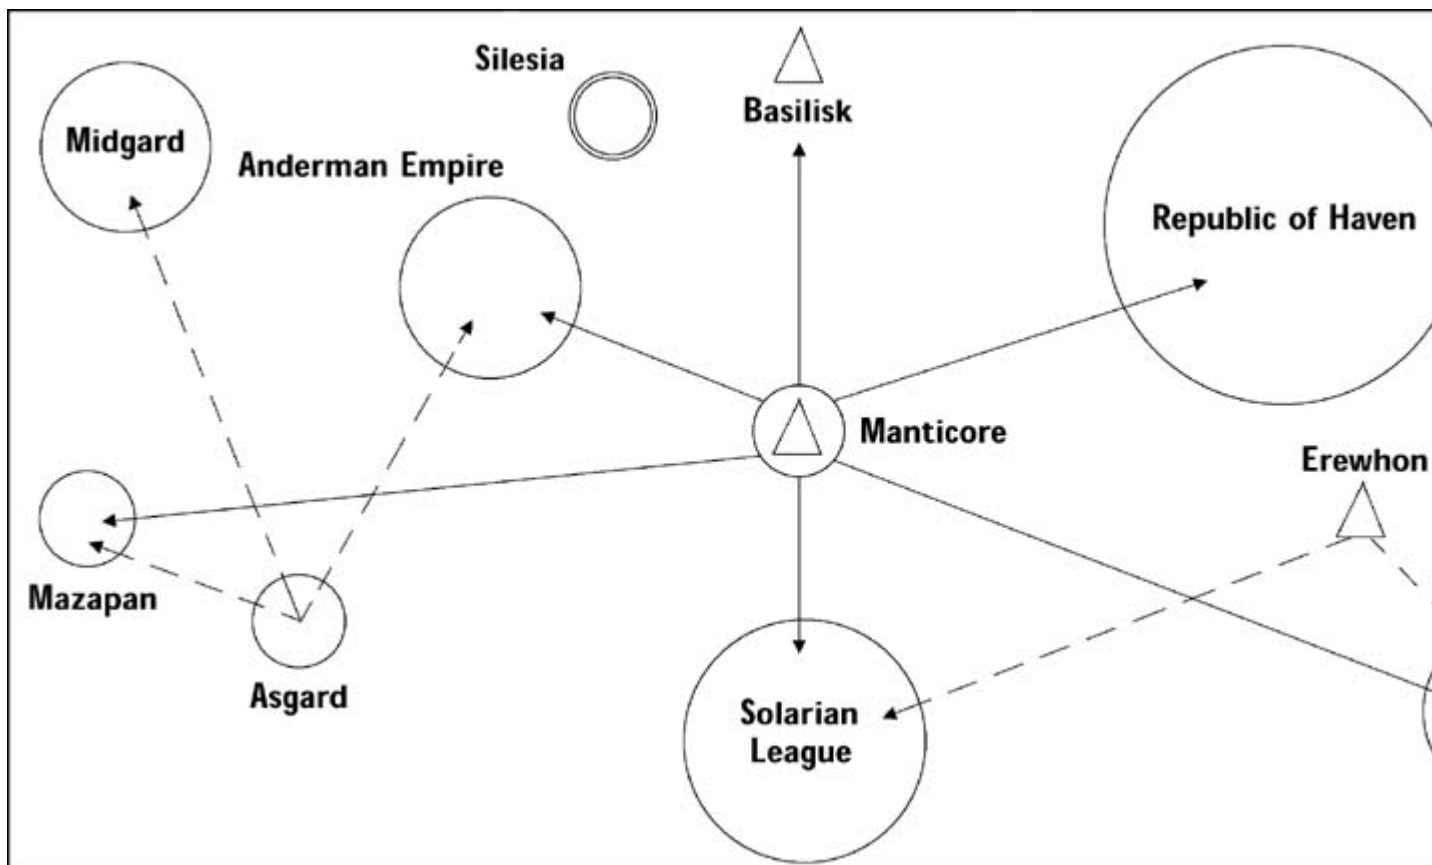 Silesia
Basilisk
Midgard
Anderman Empire
Republic of Haven
Manticore
Erewhon
Mazapan
Asgard
Solarian
League